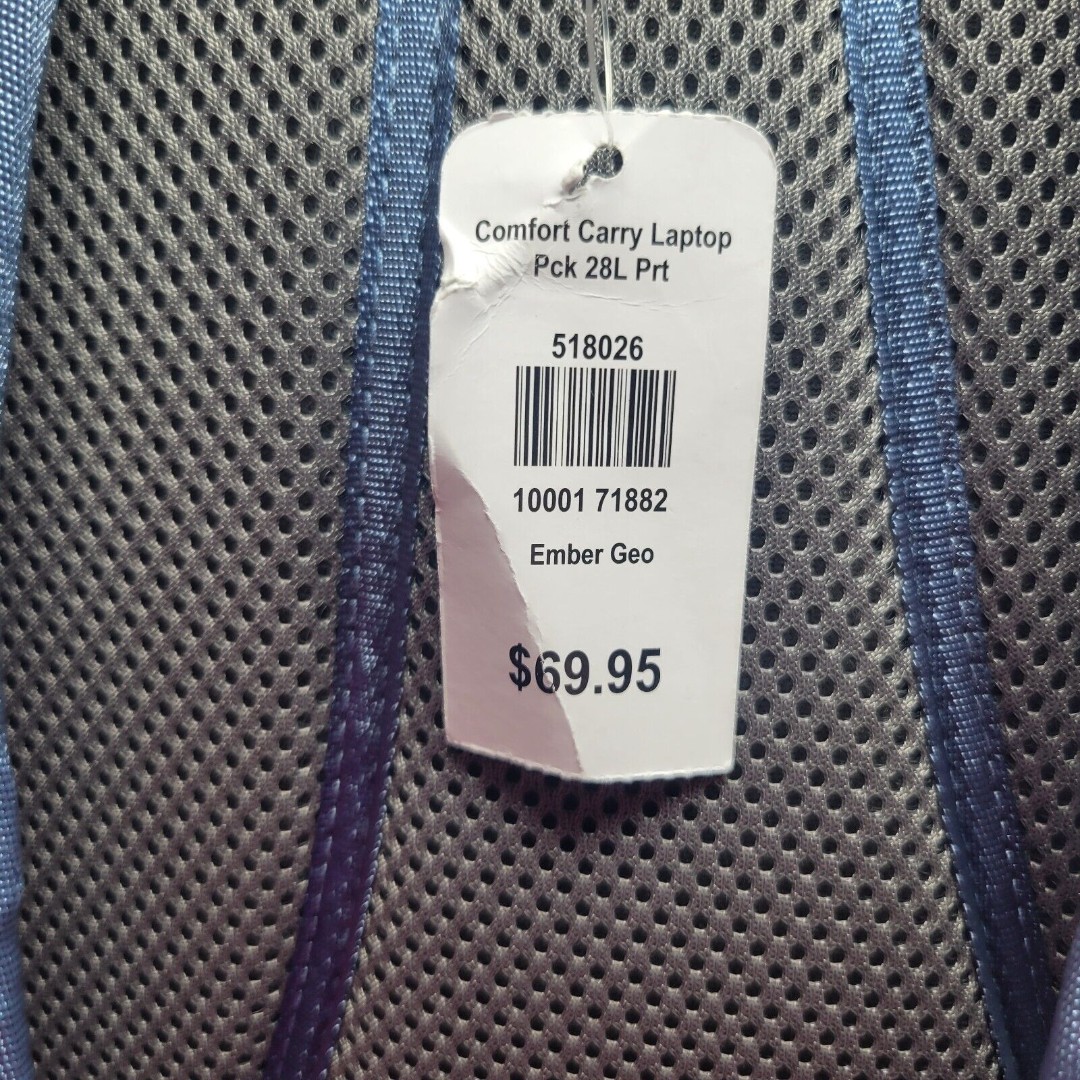 Comfort Carry Laptop
Pck 28L Prt
518026
10001 71882
Ember Geo
$69.95